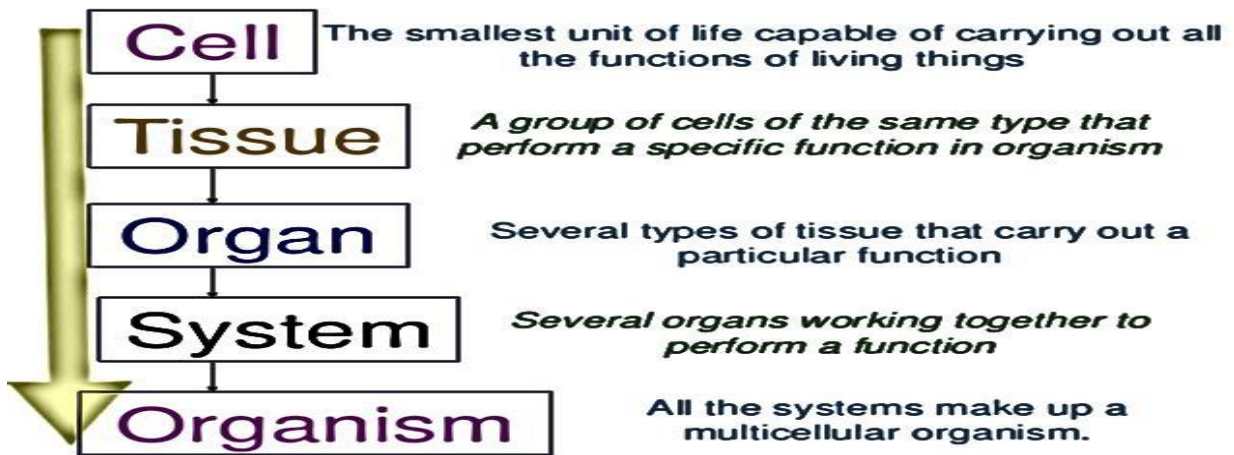 Cell
The smallest unit of life capable of carrying out all
the functions of living things
Tissue
A group of cells of the same type that
perform a specific function in organism
Organ
Several types of tissue that carry out a
particular function
System
Several organs working together to
perform a function
Organism
All the systems make up a
multicellular organism.